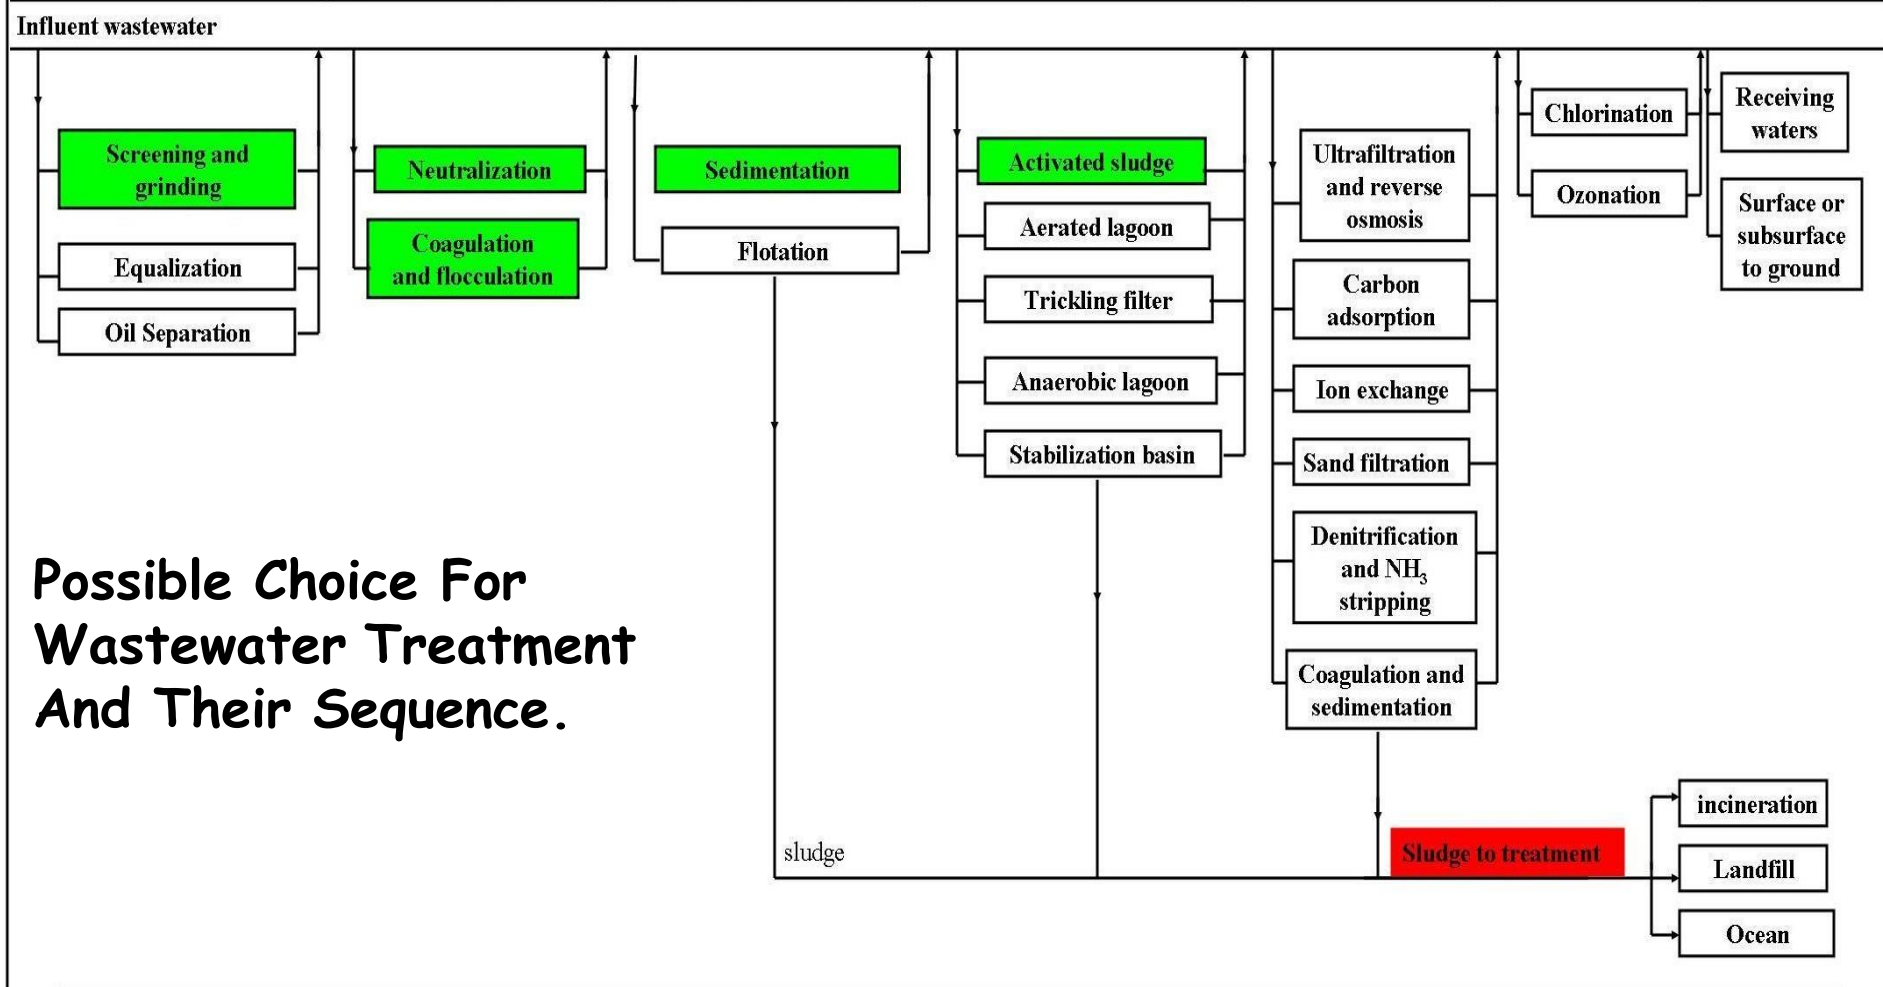 Influent wastewater
Screening and
grinding
Equalization
Oil Separation
Neutralization
Coagulation
and flocculation
Sedimentation
Flotation
Activated sludge
Aerated lagoon
Trickling filter
Anaerobic lagoon
Stabilization basin
Ultrafiltration
and reverse
osmosis
Carbon
adsorption
Ion exchange
Sand filtration
Denitrification
and NH₃
stripping
Coagulation and
sedimentation
Chlorination
Ozonation
Receiving
waters
Surface or
subsurface
to ground
Possible Choice For
Wastewater Treatment
And Their Sequence.
sludge
Sludge to treatment
incineration
Landfill
Ocean